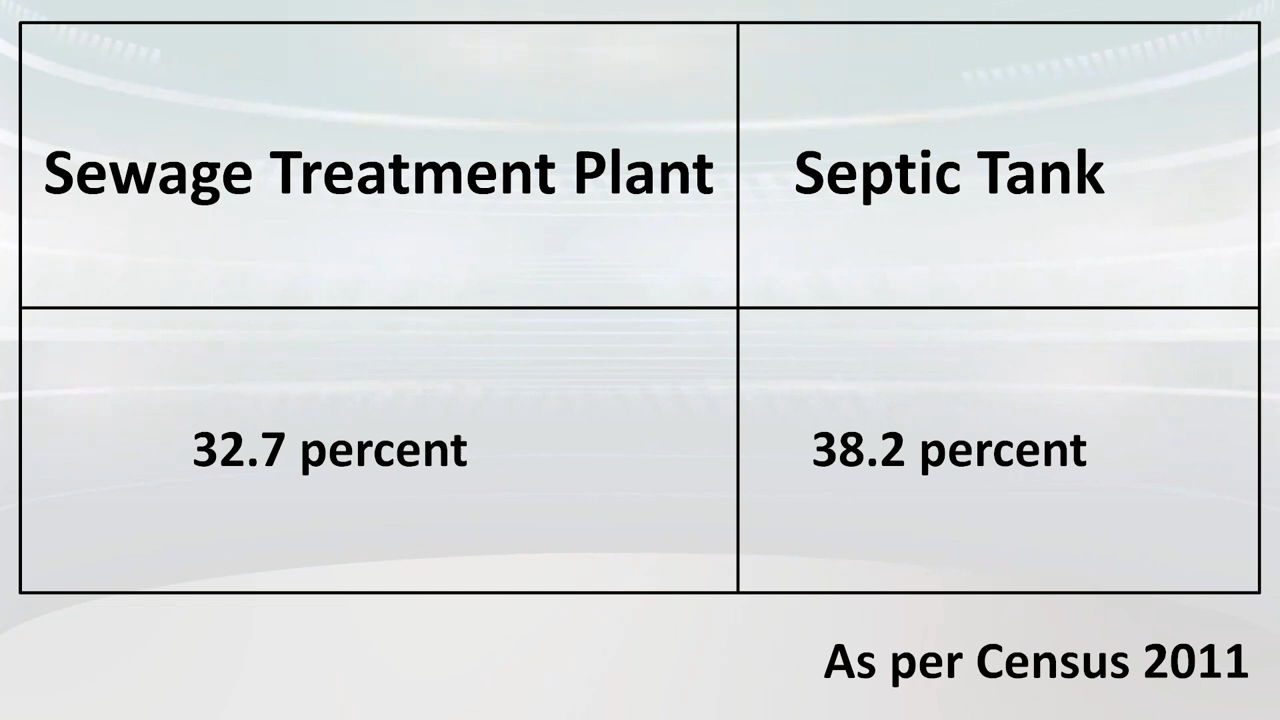 Sewage Treatment Plant
Septic Tank
32.7 percent
38.2 percent
As per Census 2011